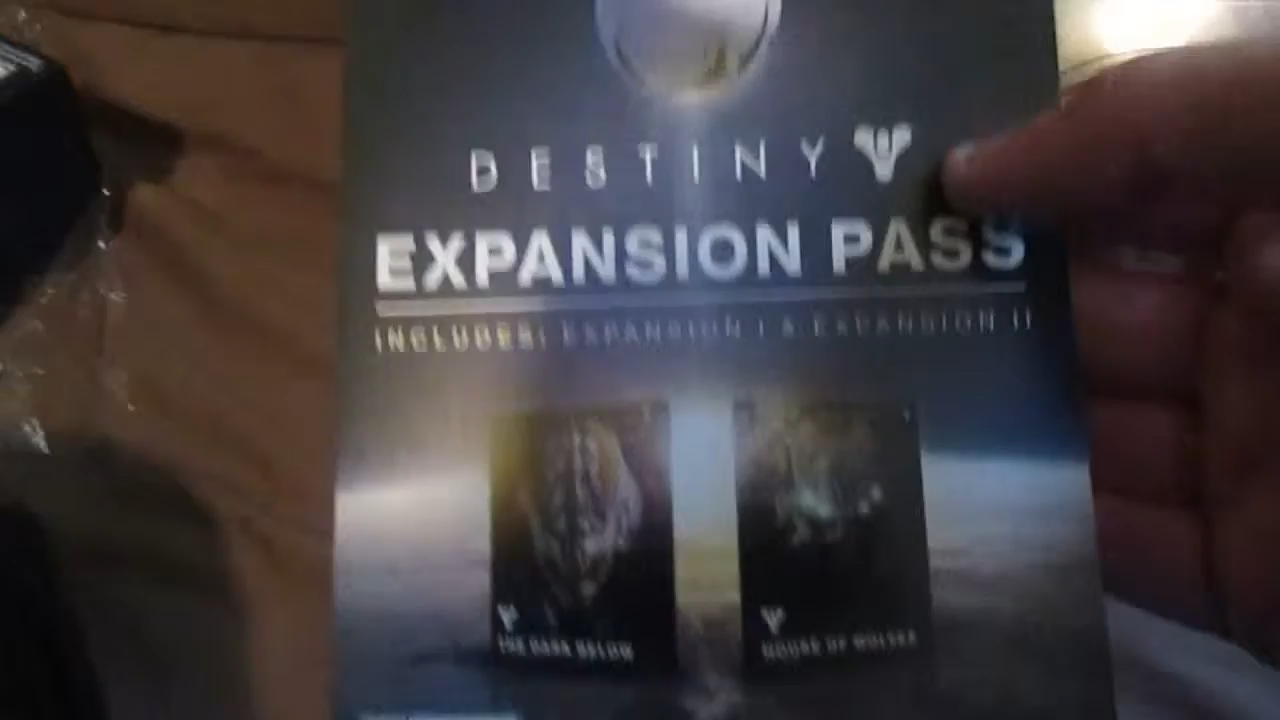 DESTINY
EXPANSION PASS
INCLUDES: EXPANSION I & EXPANSION II
THE DARK BELOW
HOUSE OF WOLVES